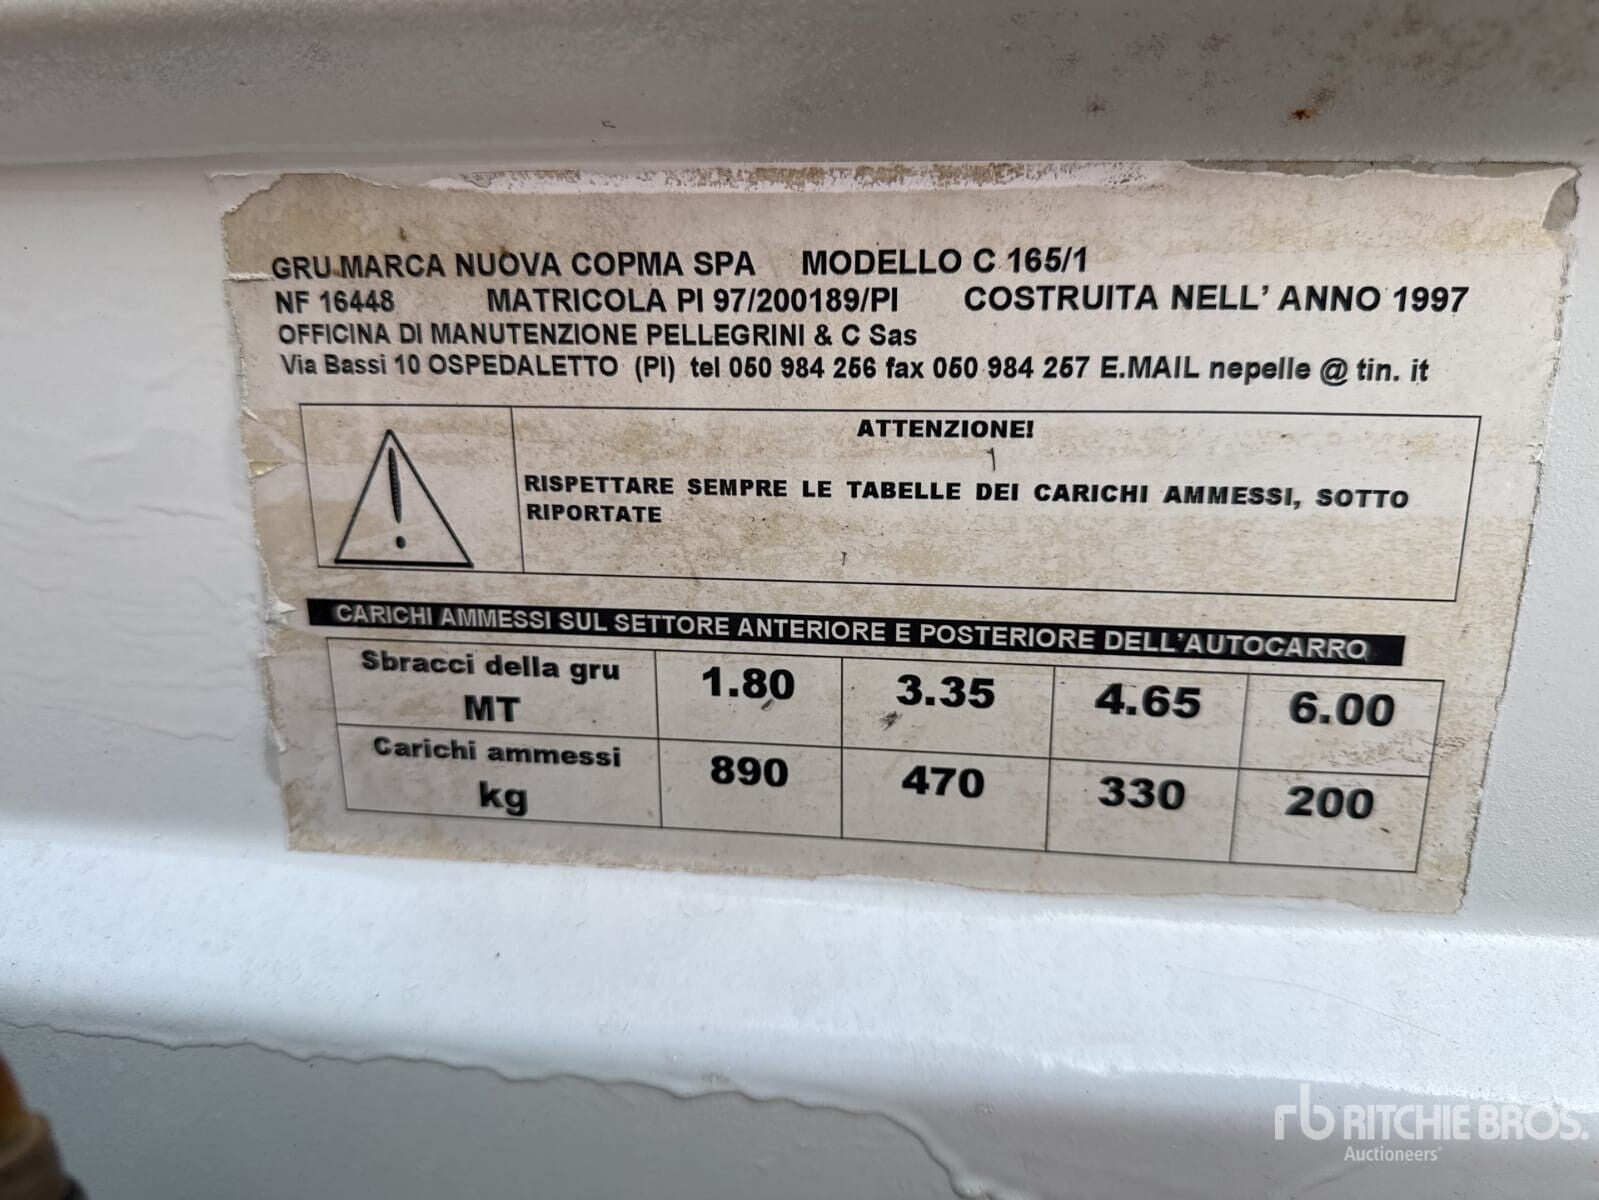 GRU MARCA NUOVA COPMA SPA MODELLO C 165/1
NF 16448 MATRICOLA PI 97/200189/PI COSTRUITA NELL' ANNO 1997
OFFICINA DI MANUTENZIONE PELLEGRINI & C Sas
Via Bassi 10 OSPEDALETTO (PI) tel 050 984 256 fax 050 984 257 E.MAIL nepelle @ tin. it
ATTENZIONE!
RISPETTARE SEMPRE LE TABELLE DEI CARICHI AMMESSI, SOTTO
RIPORTATE
CARICHI AMMESSI SUL SETTORE ANTERIORE E POSTERIORE DELL'AUTOCARRO
Sbracci della gru MT 1.80 3.35 4.65 6.00
Carichi ammessi kg 890 470 330 200
rb RITCHIE BROS.
Auctioneers